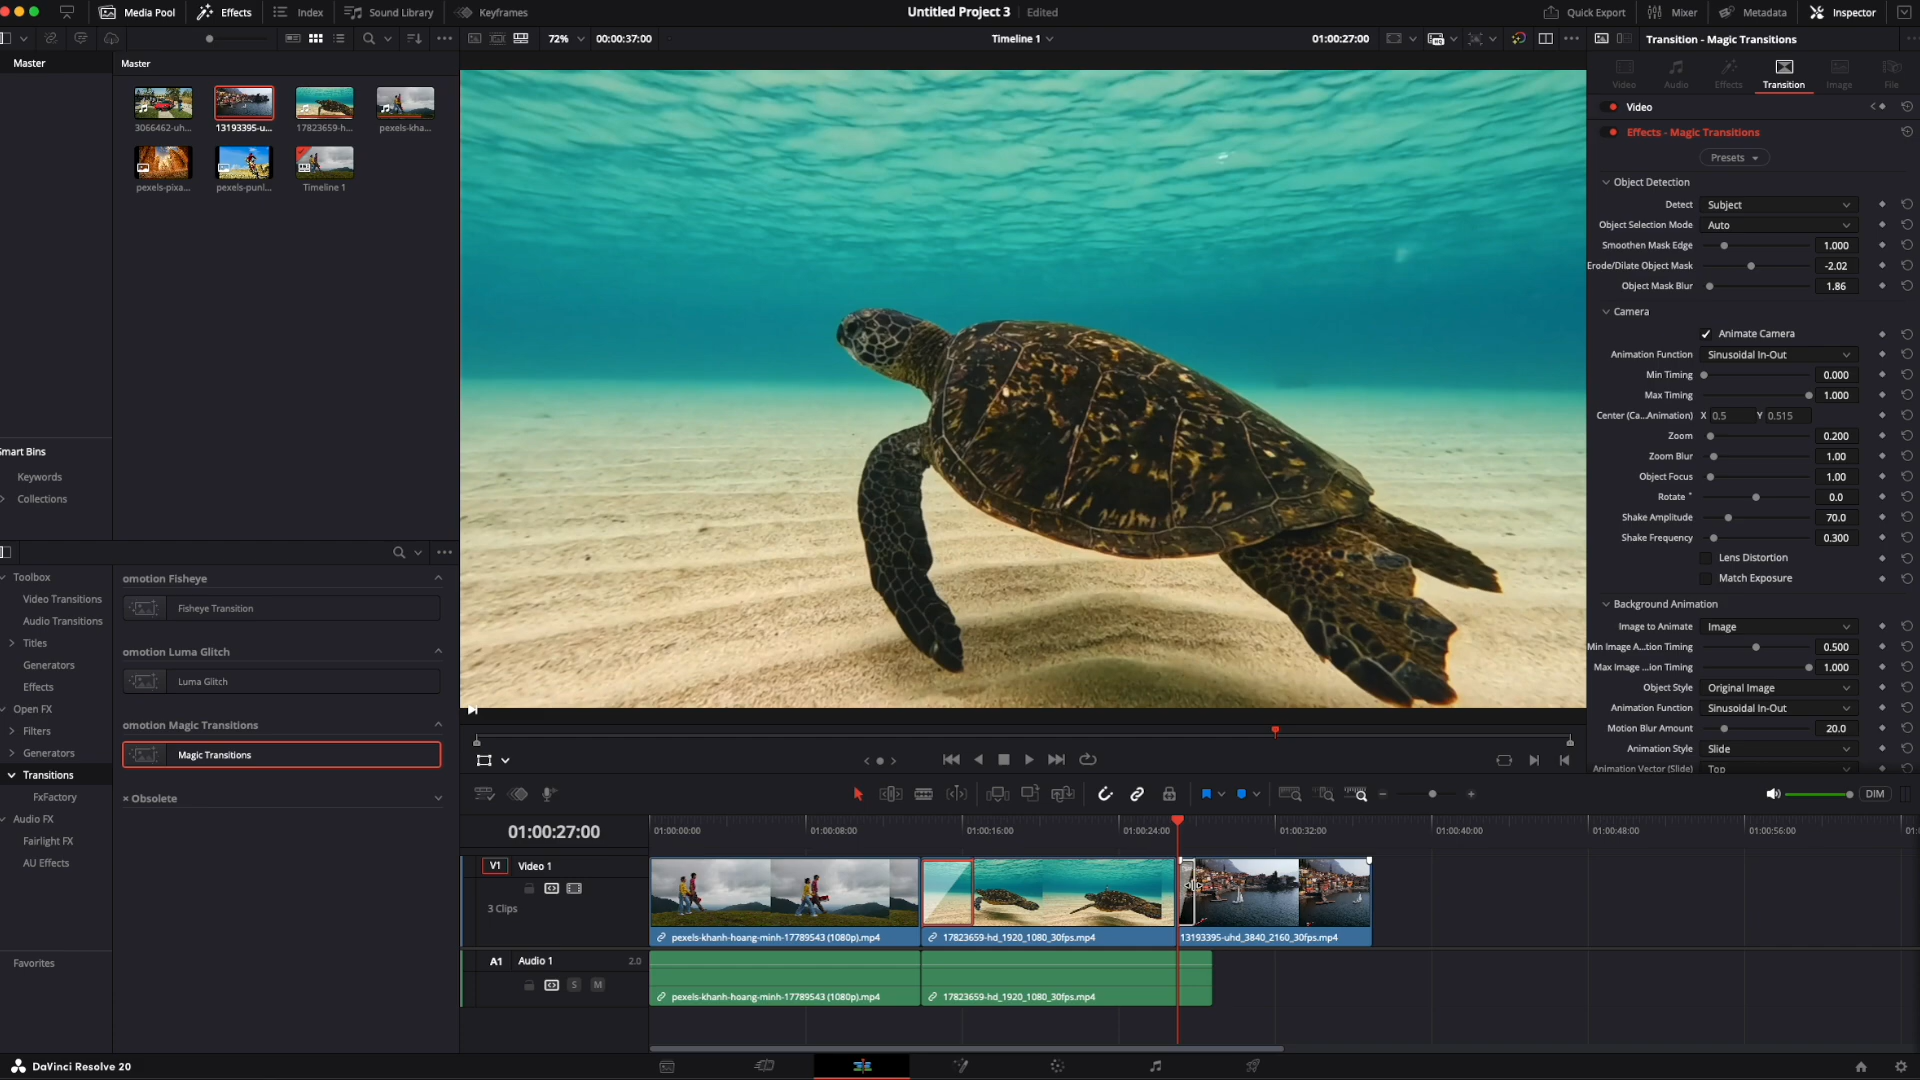 Media Pool
Effects
Index
Sound Library
Keyframes
Untitled Project 3
Edited
Quick Export
Mixer
Metadata
Inspector
72%
00:00:37:00
Timeline 1
01:00:27:00
Transition - Magic Transitions
Master
Master
3066462-uh...
13193395-u...
17823659-h...
pexels-kha...
pexels-pixa...
pexels-punl...
Timeline 1
Smart Bins
Keywords
Collections
Video
Audio
Effects
Transition
Image
File
Video
Effects - Magic Transitions
Presets
Object Detection
Detect Subject
Object Selection Mode Auto
Smoothen Mask Edge 1.000
Erode/Dilate Object Mask -2.02
Object Mask Blur 1.86
Camera
Animate Camera
Animation Function Sinusoidal In-Out
Min Timing 0.000
Max Timing 1.000
Center (Ca...Animation) X 0.5 Y 0.515
Zoom 0.200
Zoom Blur 1.00
Object Focus 1.00
Rotate ° 0.0
Shake Amplitude 70.0
Shake Frequency 0.300
Lens Distortion
Match Exposure
Background Animation
Image to Animate Image
Min Image A...tion Timing 0.500
Max Image ...ion Timing 1.000
Object Style Original Image
Animation Function Sinusoidal In-Out
Motion Blur Amount 20.0
Animation Style Slide
Animation Vector (Slide) Top
Toolbox
Video Transitions
Audio Transitions
Titles
Generators
Effects
Open FX
Filters
Generators
Transitions
FxFactory
Audio FX
Fairlight FX
AU Effects
Favorites
omotion Fisheye
Fisheye Transition
omotion Luma Glitch
Luma Glitch
omotion Magic Transitions
Magic Transitions
× Obsolete
DIM
01:00:27:00
01:00:00:00
01:00:08:00
01:00:16:00
01:00:24:00
01:00:32:00
01:00:40:00
01:00:48:00
01:00:56:00
V1 Video 1
3 Clips
pexels-khanh-hoang-minh-17789543 (1080p).mp4
17823659-hd_1920_1080_30fps.mp4
13193395-uhd_3840_2160_30fps.mp4
A1 Audio 1 2.0
S M
pexels-khanh-hoang-minh-17789543 (1080p).mp4
17823659-hd_1920_1080_30fps.mp4
DaVinci Resolve 20